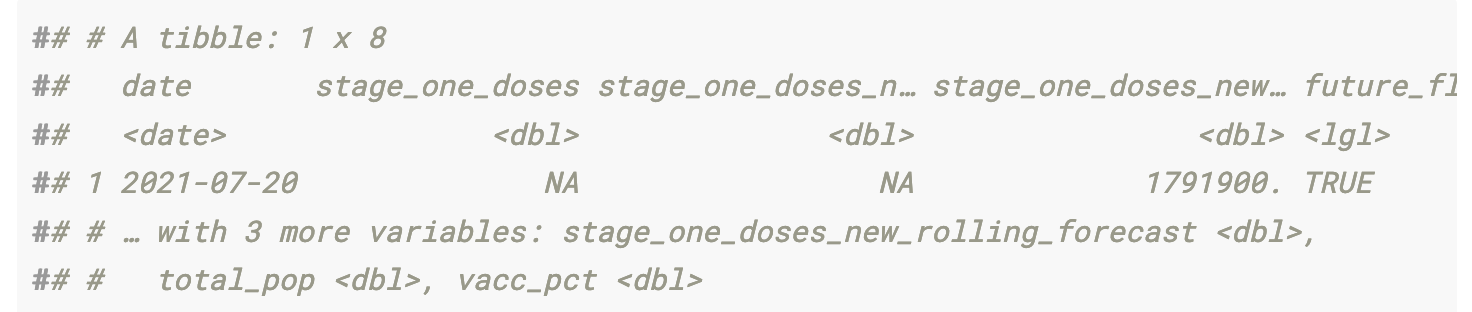 ## # A tibble: 1 x 8
##   date       stage_one_doses stage_one_doses_n… stage_one_doses_new… future_fl
##   <date>               <dbl>              <dbl>                <dbl> <lgl>
## 1 2021-07-20              NA                 NA             1791900. TRUE
## # … with 3 more variables: stage_one_doses_new_rolling_forecast <dbl>,
## #   total_pop <dbl>, vacc_pct <dbl>